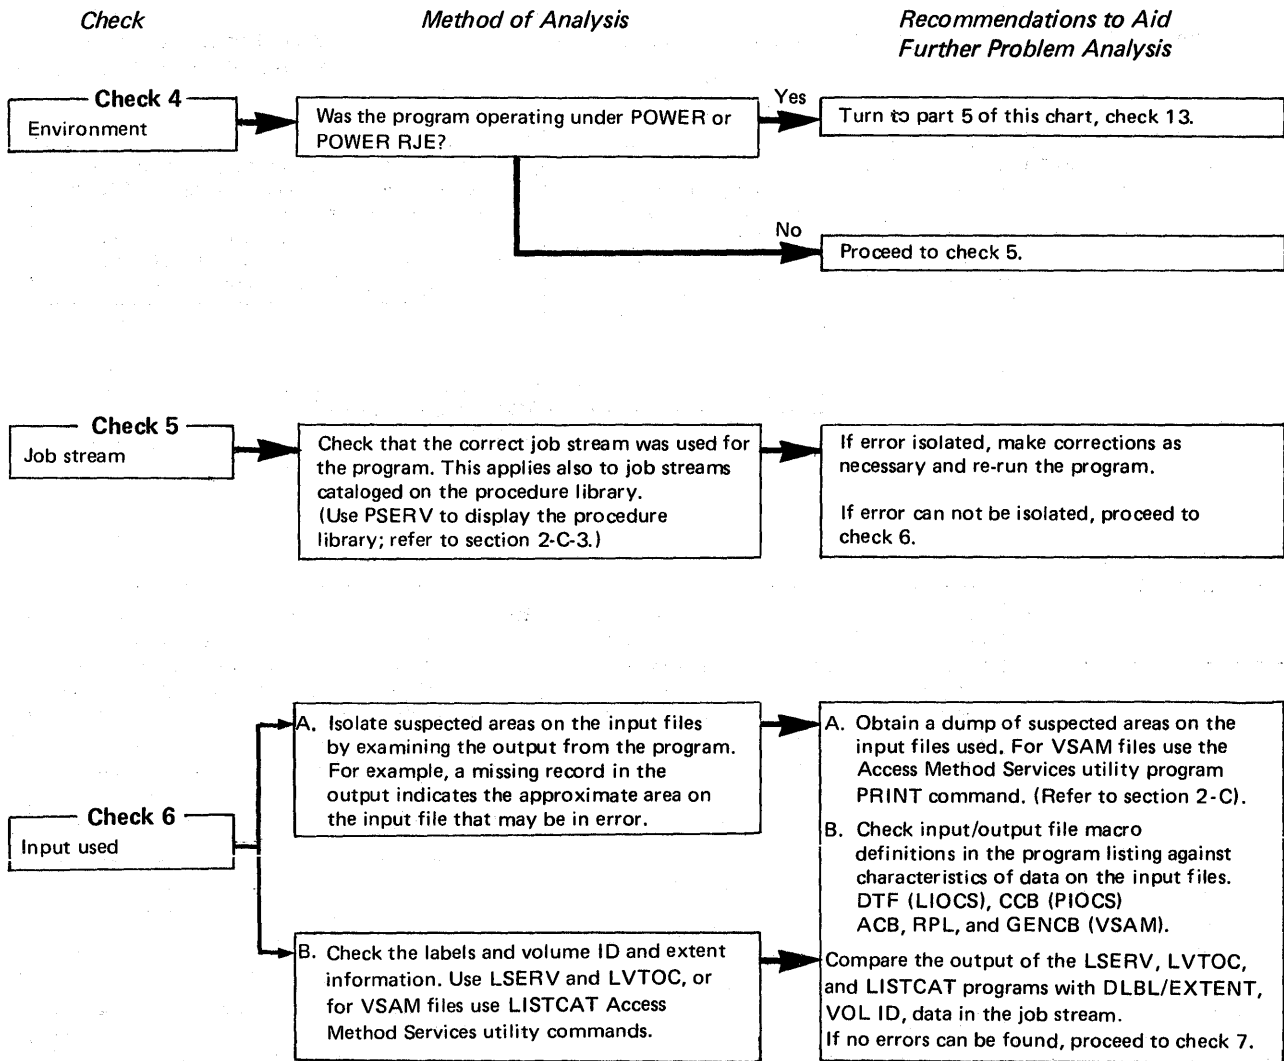 Check
Method of Analysis
Recommendations to Aid
Further Problem Analysis
Check 4
Environment
Was the program operating under POWER or
POWER RJE?
Yes
Turn to part 5 of this chart, check 13.
No
Proceed to check 5.
Check 5
Job stream
Check that the correct job stream was used for
the program. This applies also to job streams
cataloged on the procedure library.
(Use PSERV to display the procedure
library; refer to section 2-C-3.)
If error isolated, make corrections as
necessary and re-run the program.
If error can not be isolated, proceed to
check 6.
Check 6
Input used
A. Isolate suspected areas on the input files
by examining the output from the program.
For example, a missing record in the
output indicates the approximate area on
the input file that may be in error.
A. Obtain a dump of suspected areas on the
input files used. For VSAM files use the
Access Method Services utility program
PRINT command. (Refer to section 2-C).
B. Check input/output file macro
definitions in the program listing against
characteristics of data on the input files.
DTF (LIOCS), CCB (PIOCS)
ACB, RPL, and GENCB (VSAM).
B. Check the labels and volume ID and extent
information. Use LSERV and LVTOC, or
for VSAM files use LISTCAT Access
Method Services utility commands.
Compare the output of the LSERV, LVTOC,
and LISTCAT programs with DLBL/EXTENT,
VOL ID, data in the job stream.
If no errors can be found, proceed to check 7.